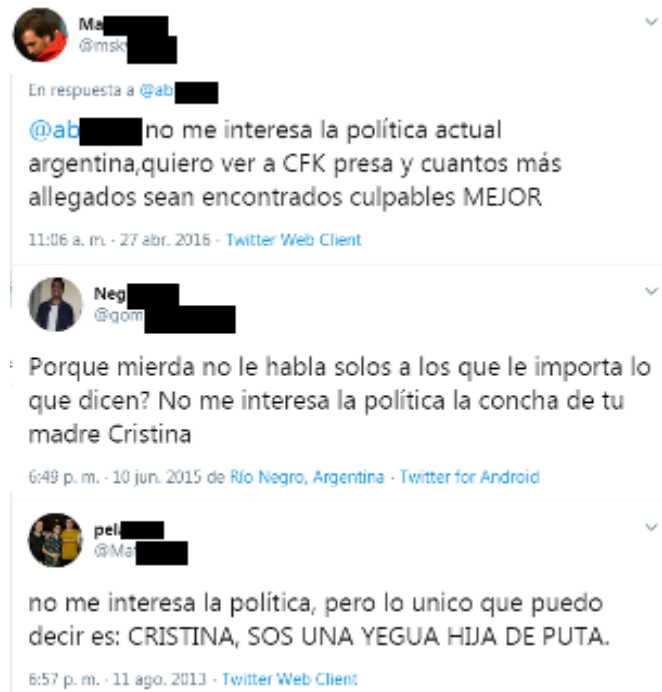 Ma
@msk
En respuesta a @ab
@ab no me interesa la política actual
argentina,quiero ver a CFK presa y cuantos más
allegados sean encontrados culpables MEJOR
11:06 a. m. · 27 abr. 2016 · Twitter Web Client
Neg
@gom
Porque mierda no le habla solos a los que le importa lo
que dicen? No me interesa la política la concha de tu
madre Cristina
6:49 p. m. · 10 jun. 2015 de Río Negro, Argentina · Twitter for Android
pel
@Ma
no me interesa la política, pero lo unico que puedo
decir es: CRISTINA, SOS UNA YEGUA HIJA DE PUTA.
6:57 p. m. · 11 ago. 2013 · Twitter Web Client